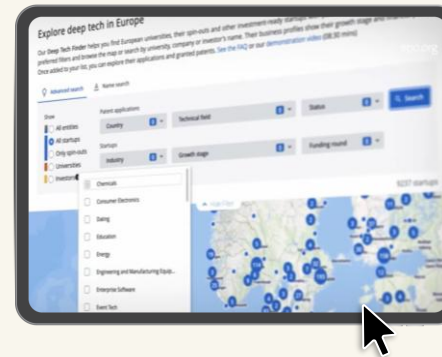 Explore deep tech in Europe
Our Deep Tech Finder helps you find European universities, their spin-outs and other investment-ready startups
preferred filters and browse the map or search by university, company or investor's name. Their business profiles show their growth stage and
Once added to your list, you can explore their applications and granted patents. See the FAQ or our demonstration video (08:30 mins)
Advanced search
Name search
Show
All entities
All startups
Only spin-outs
Universities
Investors
Patent applications
Country
Technical field
Status
Search
Startups
Industry
Growth stage
Funding round
9237 startups
Hide Filter
Chemicals
Consumer Electronics
Dating
Education
Energy
Engineering and Manufacturing Equip...
Enterprise Software
Event Tech